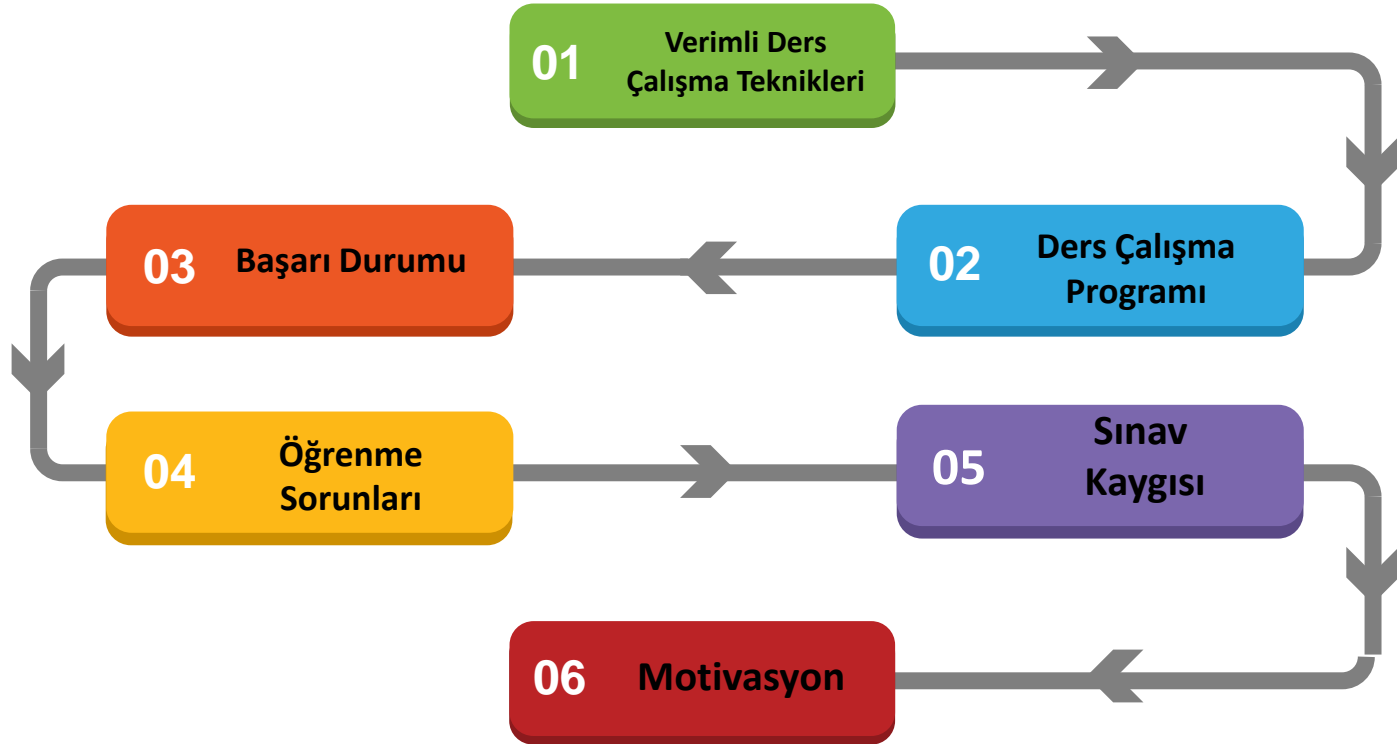 01
Verimli Ders
Çalışma Teknikleri
02
Ders Çalışma
Programı
03
Başarı Durumu
04
Öğrenme
Sorunları
05
Sınav
Kaygısı
06
Motivasyon